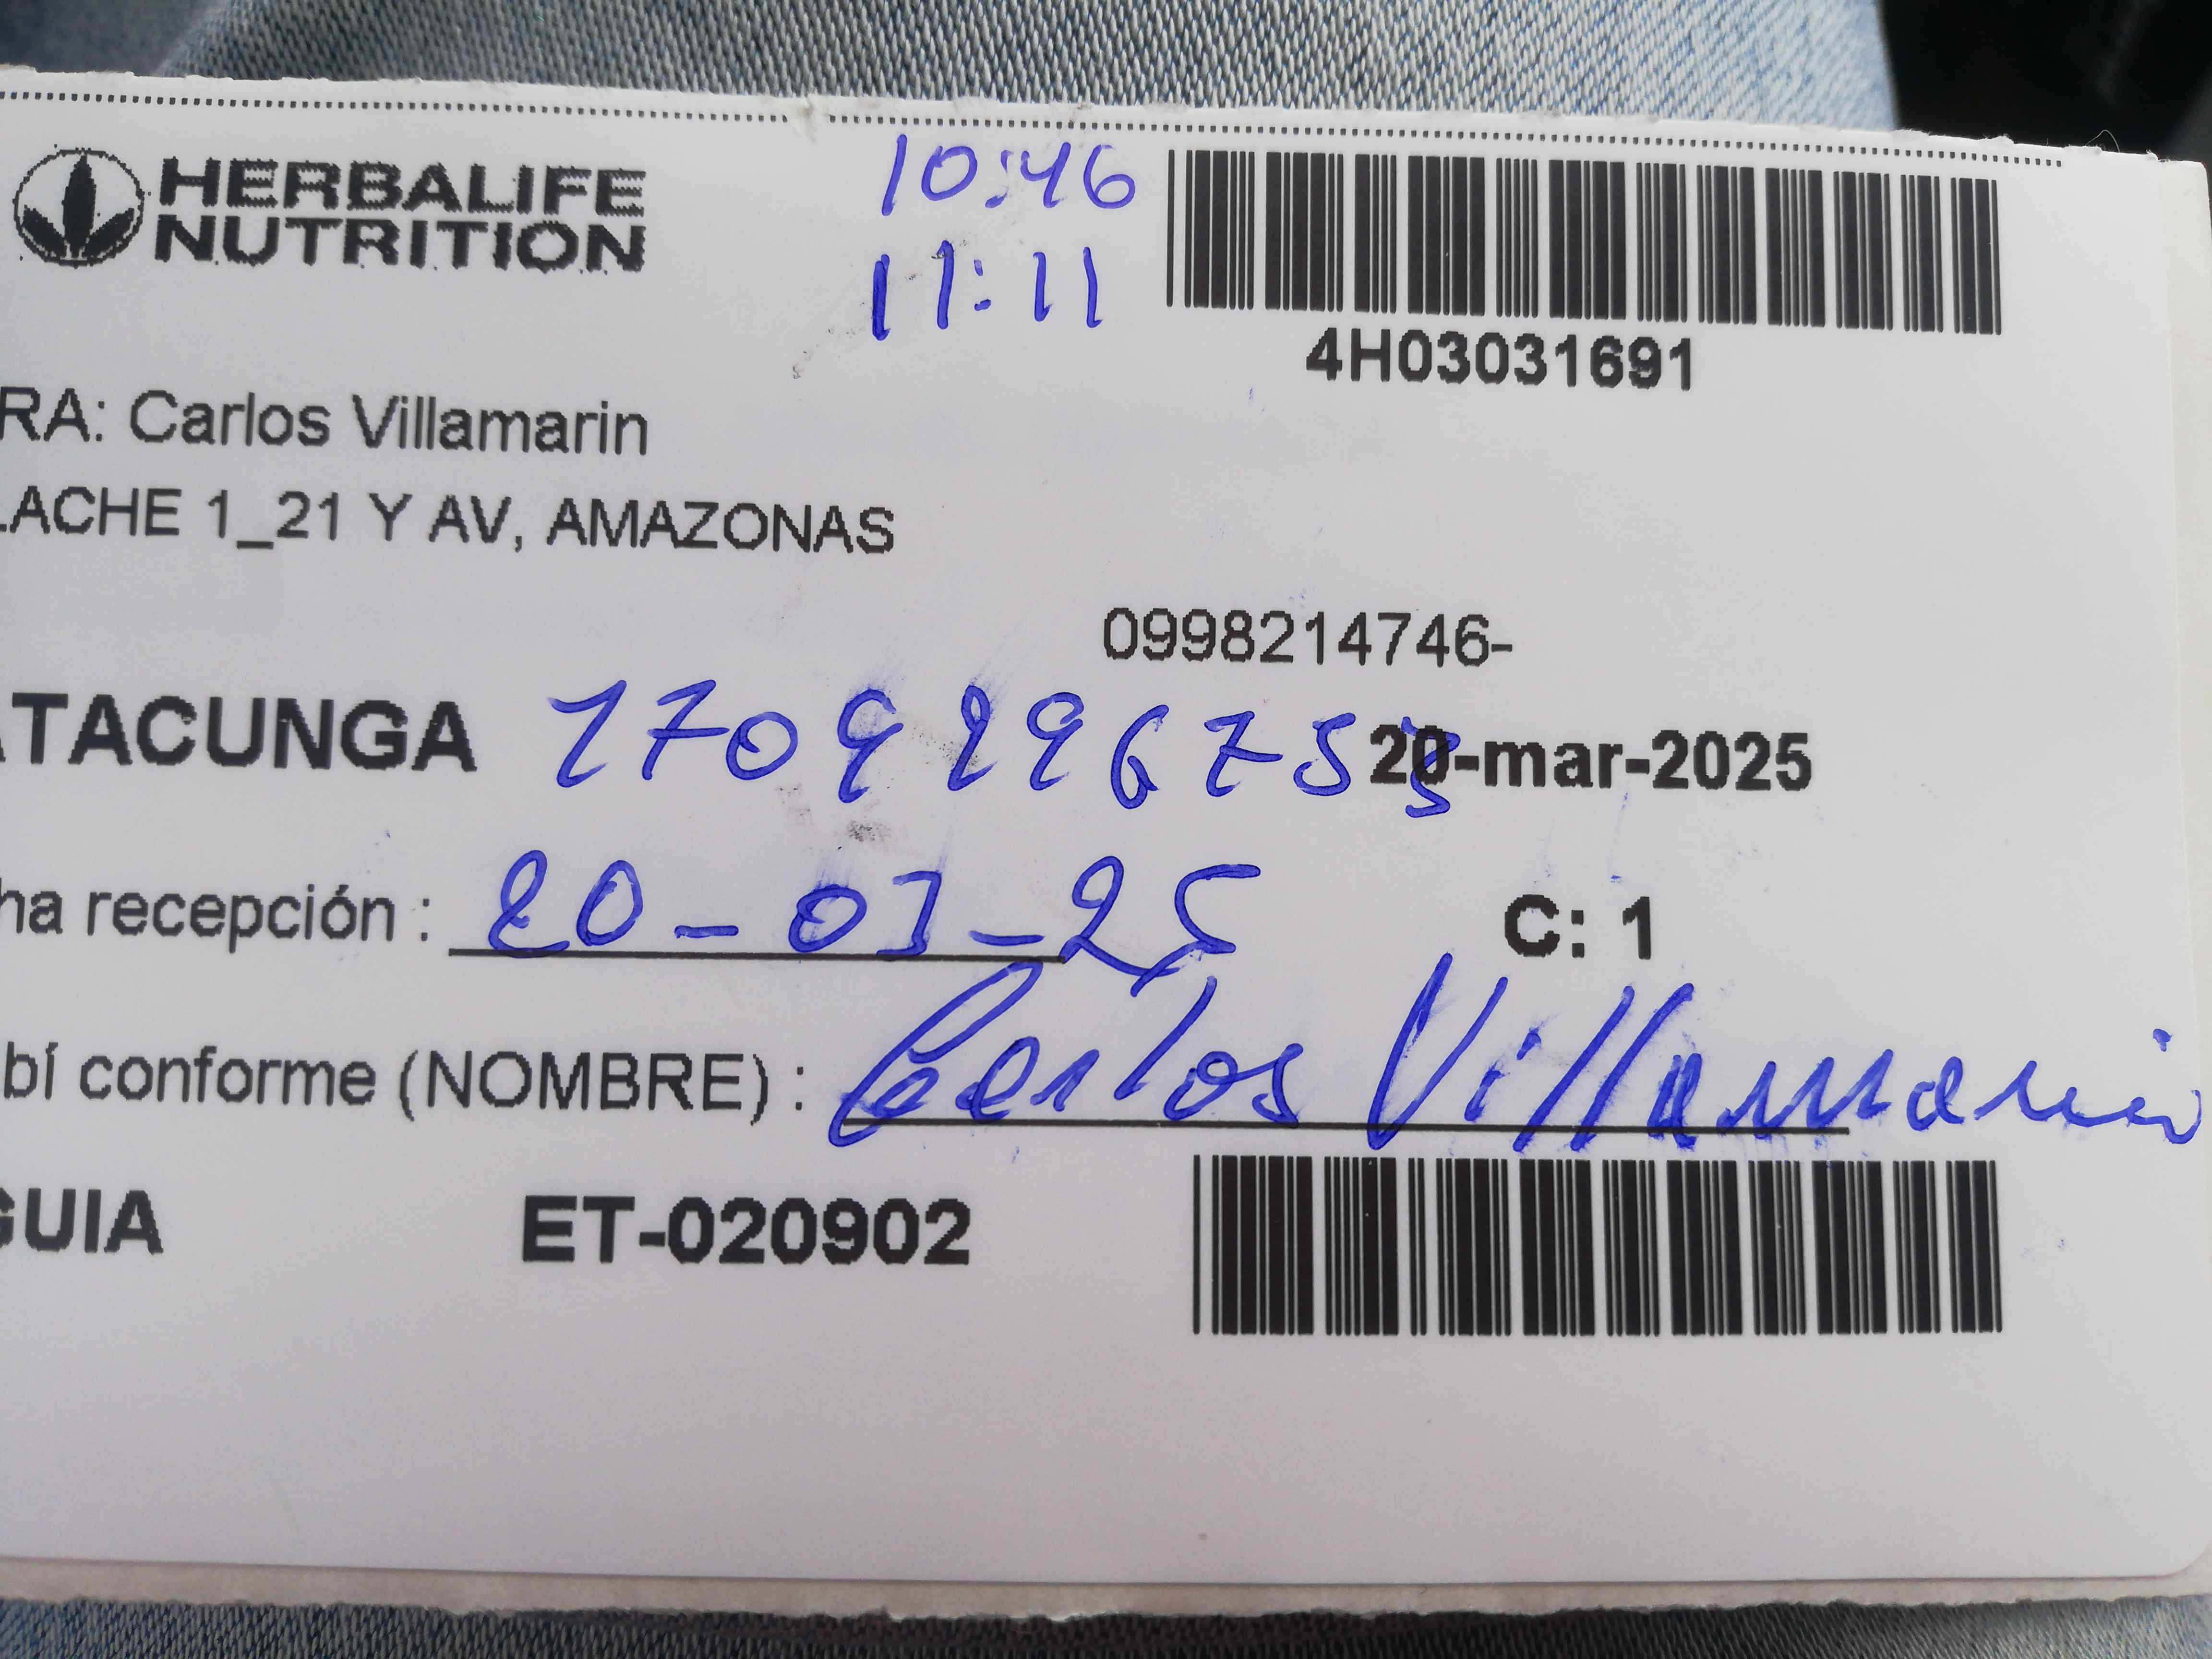 HERBALIFE
NUTRITION
10:46
11:11
4H03031691
RA: Carlos Villamarin
LACHE 1_21 Y AV, AMAZONAS
0998214746-
ATACUNGA 20-mar-2025
ha recepción : 20-03-25 C: 1
bí conforme (NOMBRE) : Carlos Villamarin
GUIA ET-020902